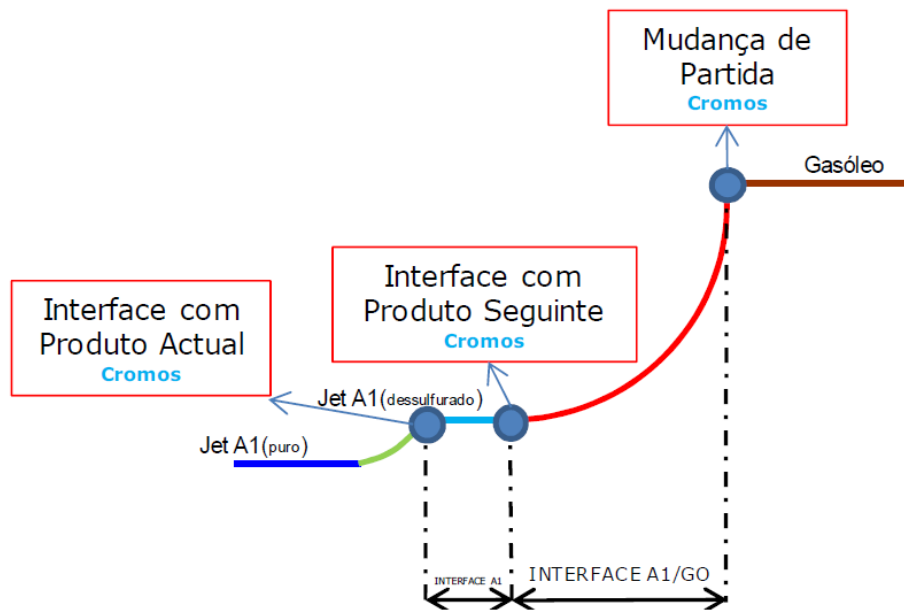 Mudança de
Partida
Cromos
Gasóleo
Interface com
Produto Seguinte
Cromos
Interface com
Produto Actual
Cromos
Jet A1(dessulfurado)
Jet A1(puro)
INTERFACE A1
INTERFACE A1/GO